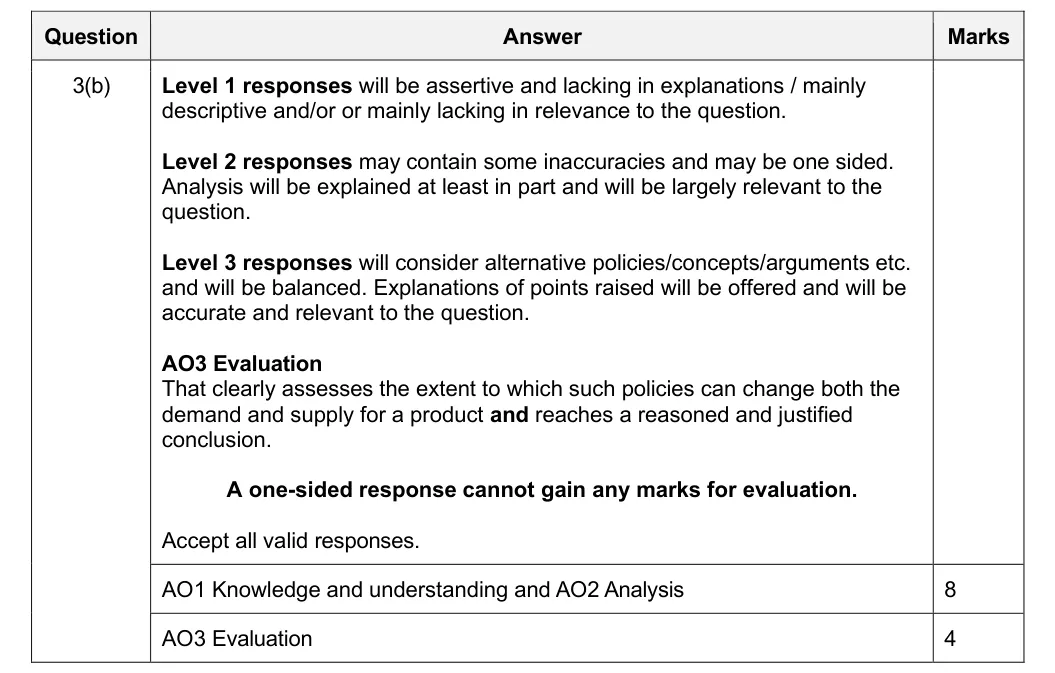 Question Answer Marks
3(b)
Level 1 responses will be assertive and lacking in explanations / mainly
descriptive and/or or mainly lacking in relevance to the question.
Level 2 responses may contain some inaccuracies and may be one sided.
Analysis will be explained at least in part and will be largely relevant to the
question.
Level 3 responses will consider alternative policies/concepts/arguments etc.
and will be balanced. Explanations of points raised will be offered and will be
accurate and relevant to the question.
AO3 Evaluation
That clearly assesses the extent to which such policies can change both the
demand and supply for a product and reaches a reasoned and justified
conclusion.
A one-sided response cannot gain any marks for evaluation.
Accept all valid responses.
AO1 Knowledge and understanding and AO2 Analysis 8
AO3 Evaluation 4